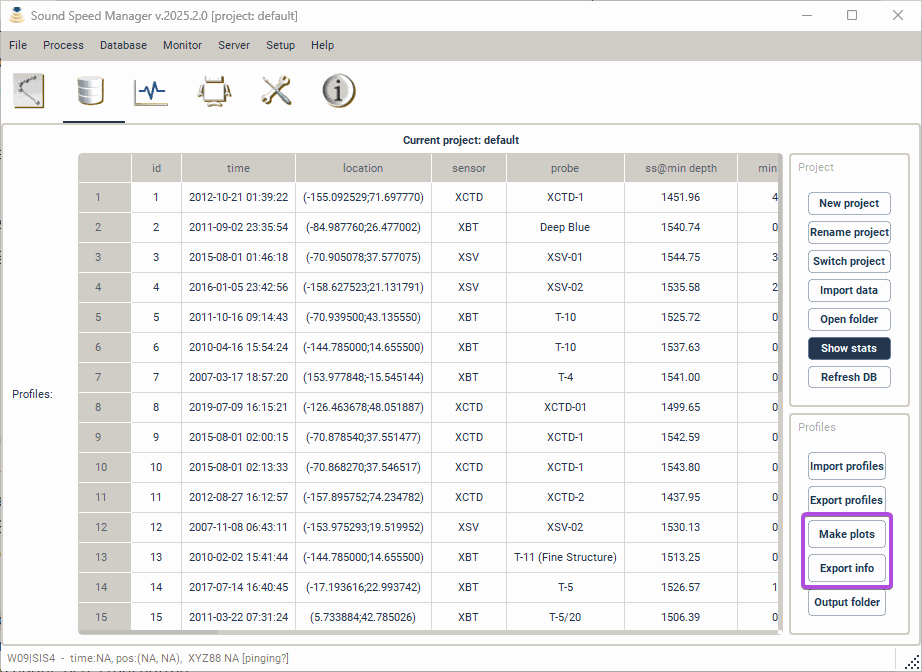 Sound Speed Manager v.2025.2.0 [project: default]
File Process Database Monitor Server Setup Help
Current project: default
id time location sensor probe ss@min depth min
1 1 2012-10-21 01:39:22 (-155.092529;71.697770) XCTD XCTD-1 1451.96 4
2 2 2011-09-02 23:35:54 (-84.987760;26.477002) XBT Deep Blue 1540.74 0
3 3 2015-08-01 01:46:18 (-70.905078;37.577075) XSV XSV-01 1544.75 3
4 4 2016-01-05 23:42:56 (-158.627523;21.131791) XSV XSV-02 1535.58 2
5 5 2011-10-16 09:14:43 (-70.939500;43.135550) XBT T-10 1525.72 0
6 6 2010-04-16 15:54:24 (-144.785000;14.655500) XBT T-10 1537.63 0
7 7 2007-03-17 18:57:20 (153.977848;-15.545144) XBT T-4 1541.00 0
8 8 2019-07-09 16:15:21 (-126.463678;48.051887) XCTD XCTD-01 1499.65 0
9 9 2015-08-01 02:00:15 (-70.878540;37.551477) XCTD XCTD-1 1542.59 0
10 10 2015-08-01 02:13:33 (-70.868270;37.546517) XCTD XCTD-1 1543.80 0
11 11 2012-08-27 16:12:57 (-157.895752;74.234782) XCTD XCTD-2 1437.95 0
12 12 2007-11-08 06:43:11 (-153.975293;19.519952) XSV XSV-02 1530.13 0
13 13 2010-02-02 15:41:44 (-144.785000;14.655500) XBT T-11 (Fine Structure) 1513.25 0
14 14 2017-07-14 16:40:45 (-17.193616;22.993742) XBT T-5 1526.57 1
15 15 2011-03-22 07:31:24 (5.733884;42.785026) XBT T-5/20 1506.39 0
Profiles:
Project
New project
Rename project
Switch project
Import data
Open folder
Show stats
Refresh DB
Profiles
Import profiles
Export profiles
Make plots
Export info
Output folder
W09|SIS4 - time:NA, pos:(NA, NA), XYZ88 NA [pinging?]